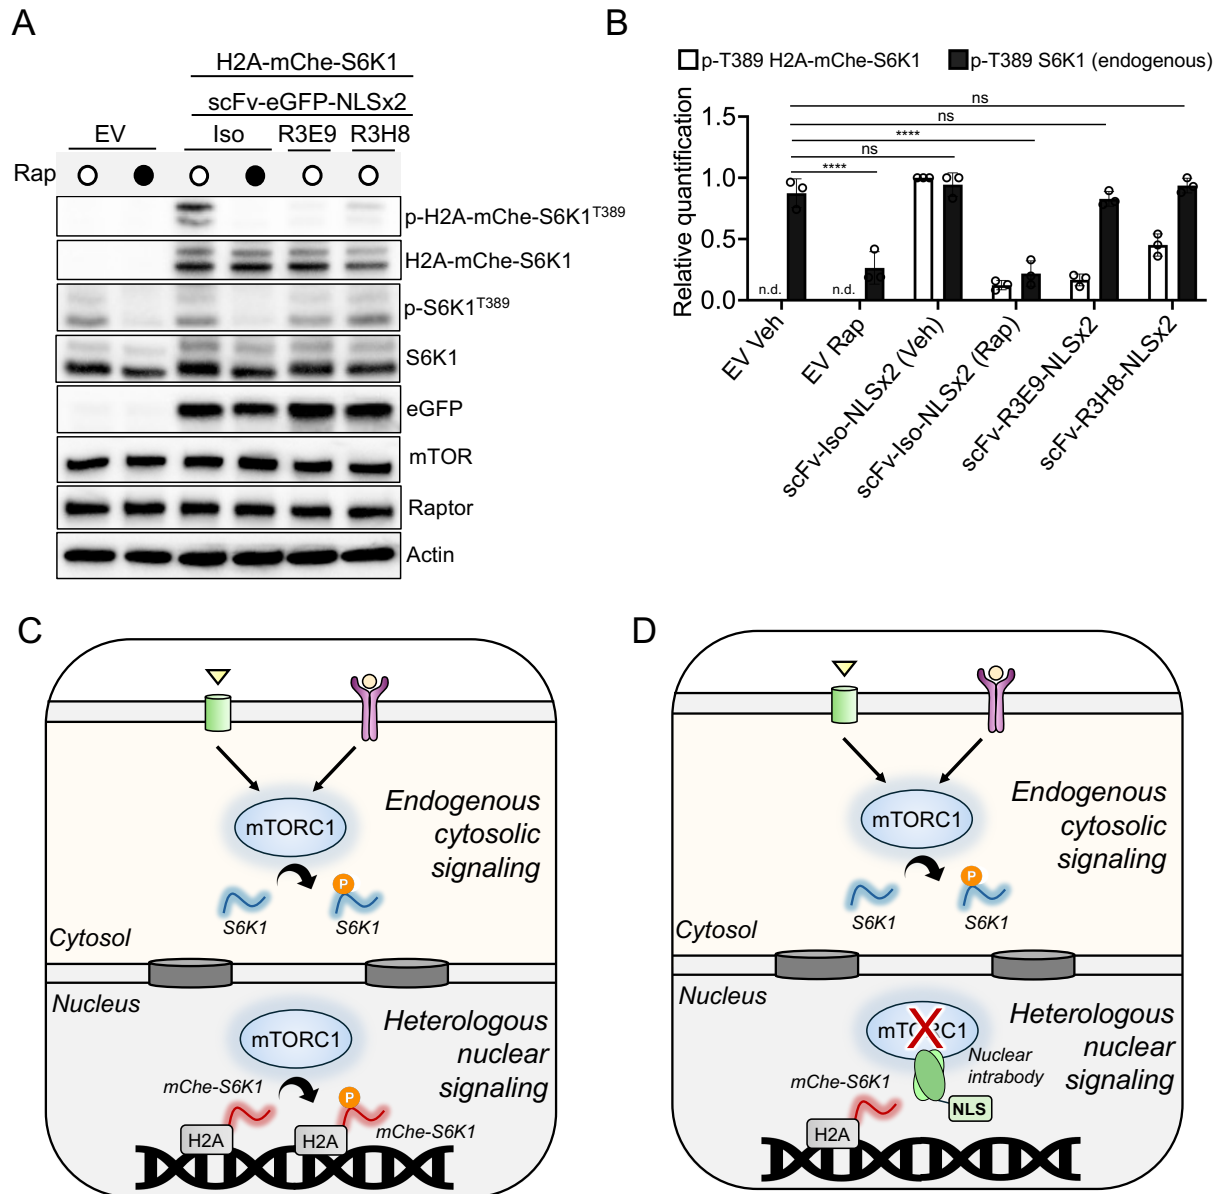 A
H2A-mChe-S6K1
scFv-eGFP-NLSx2
EV Iso R3E9 R3H8
Rap
p-H2A-mChe-S6K1T389
H2A-mChe-S6K1
p-S6K1T389
S6K1
eGFP
mTOR
Raptor
Actin
B
p-T389 H2A-mChe-S6K1 p-T389 S6K1 (endogenous)
Relative quantification
1.5
1.0
0.5
0.0
ns
ns
****
ns
****
n.d. n.d.
EV Veh
EV Rap
scFv-Iso-NLSx2 (Veh)
scFv-Iso-NLSx2 (Rap)
scFv-R3E9-NLSx2
scFv-R3H8-NLSx2
C
mTORC1
Endogenous
cytosolic
signaling
P
S6K1 S6K1
Cytosol
Nucleus
mTORC1
Heterologous
nuclear
signaling
mChe-S6K1
P
mChe-S6K1
H2A H2A
D
mTORC1
Endogenous
cytosolic
signaling
P
S6K1 S6K1
Cytosol
Nucleus
mTORC1
Heterologous
nuclear
signaling
Nuclear
intrabody
mChe-S6K1
NLS
H2A